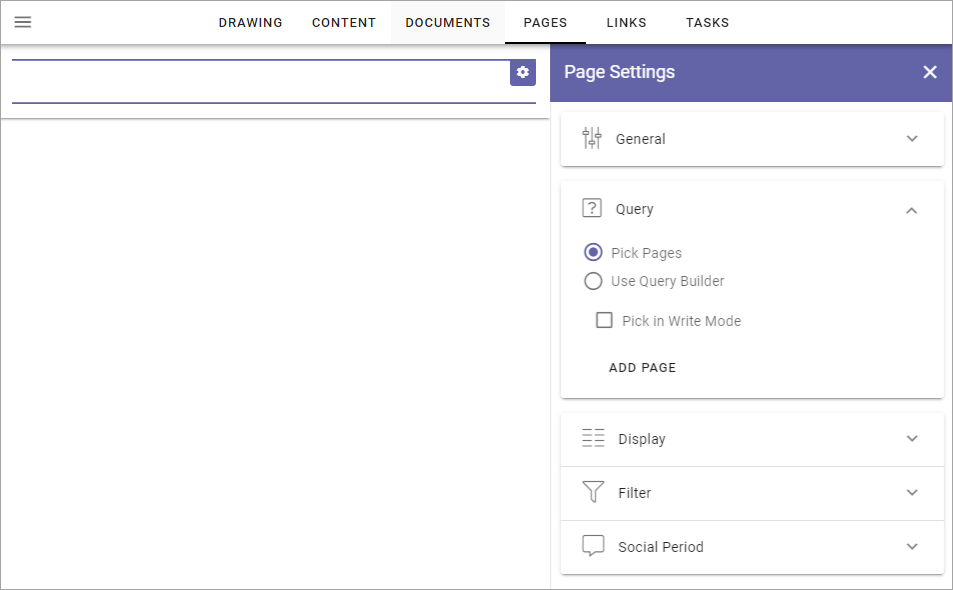 DRAWING CONTENT DOCUMENTS PAGES LINKS TASKS
Page Settings
General
Query
Pick Pages
Use Query Builder
Pick in Write Mode
ADD PAGE
Display
Filter
Social Period